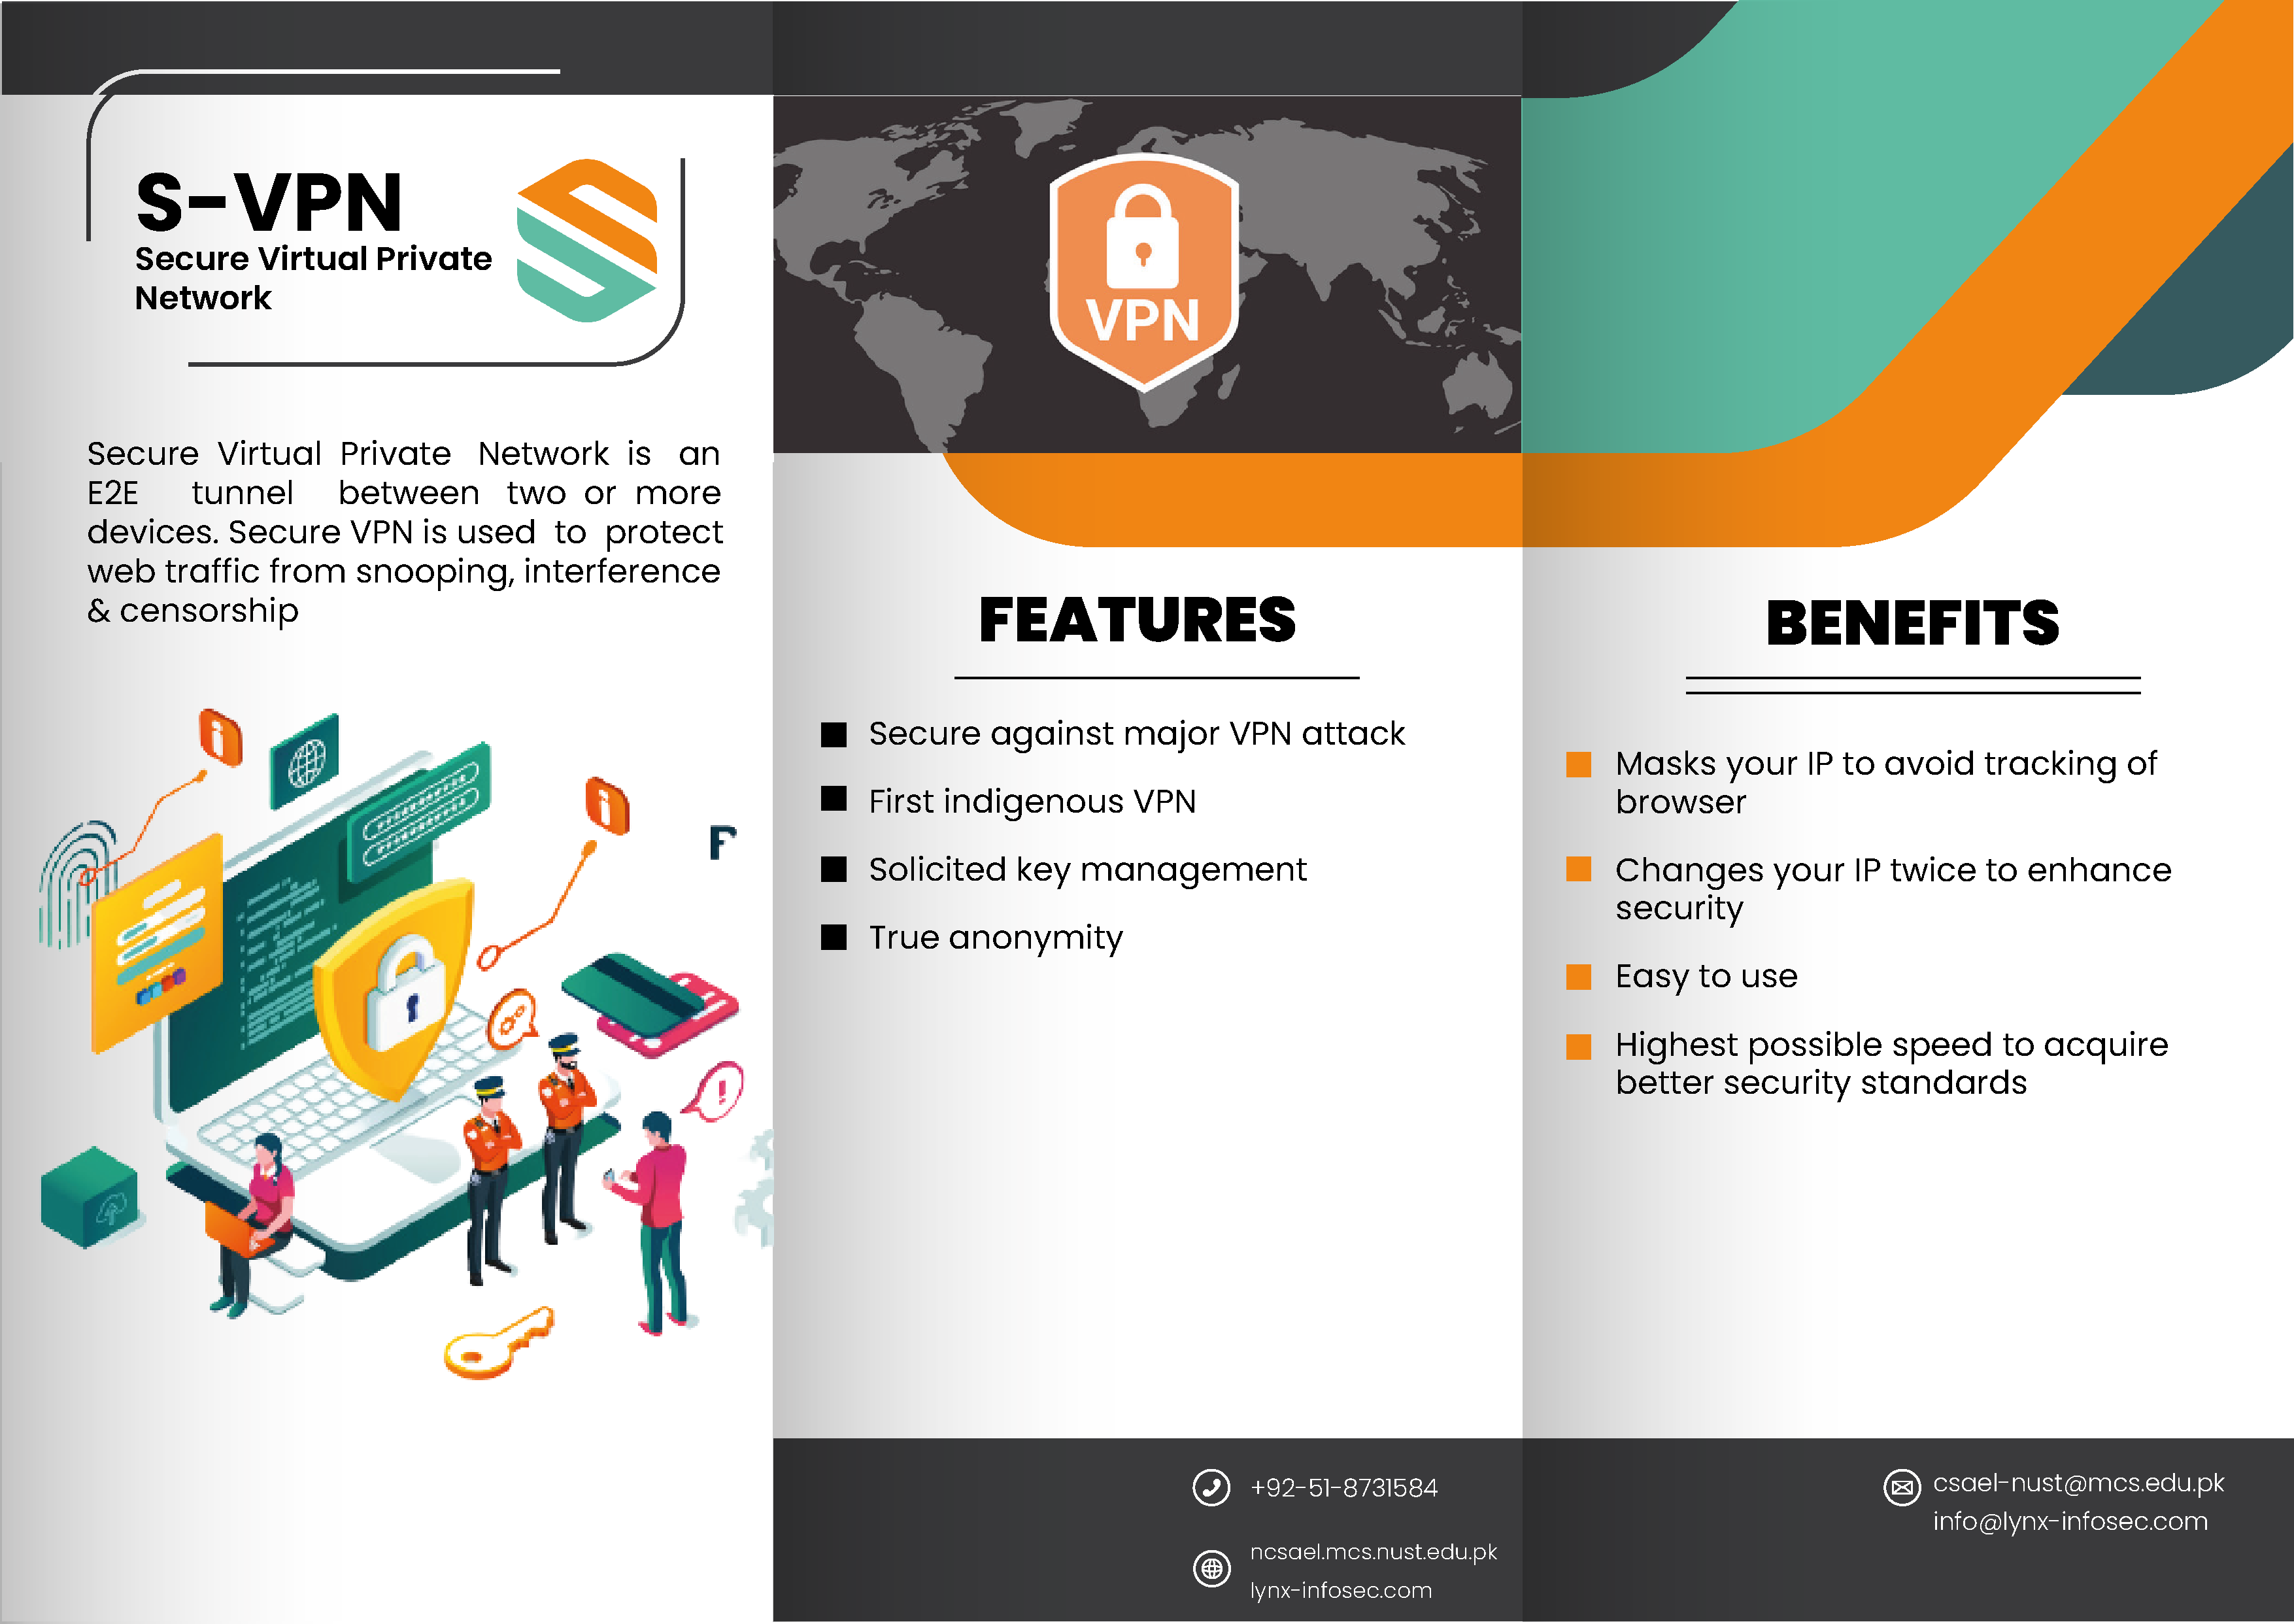 S-VPN
Secure Virtual Private
Network
Secure Virtual Private Network is an
E2E tunnel between two or more
devices. Secure VPN is used to protect
web traffic from snooping, interference
& censorship
F
VPN
FEATURES
Secure against major VPN attack
First indigenous VPN
Solicited key management
True anonymity
+92-51-8731584
ncsael.mcs.nust.edu.pk
lynx-infosec.com
BENEFITS
Masks your IP to avoid tracking of
browser
Changes your IP twice to enhance
security
Easy to use
Highest possible speed to acquire
better security standards
csael-nust@mcs.edu.pk
info@lynx-infosec.com